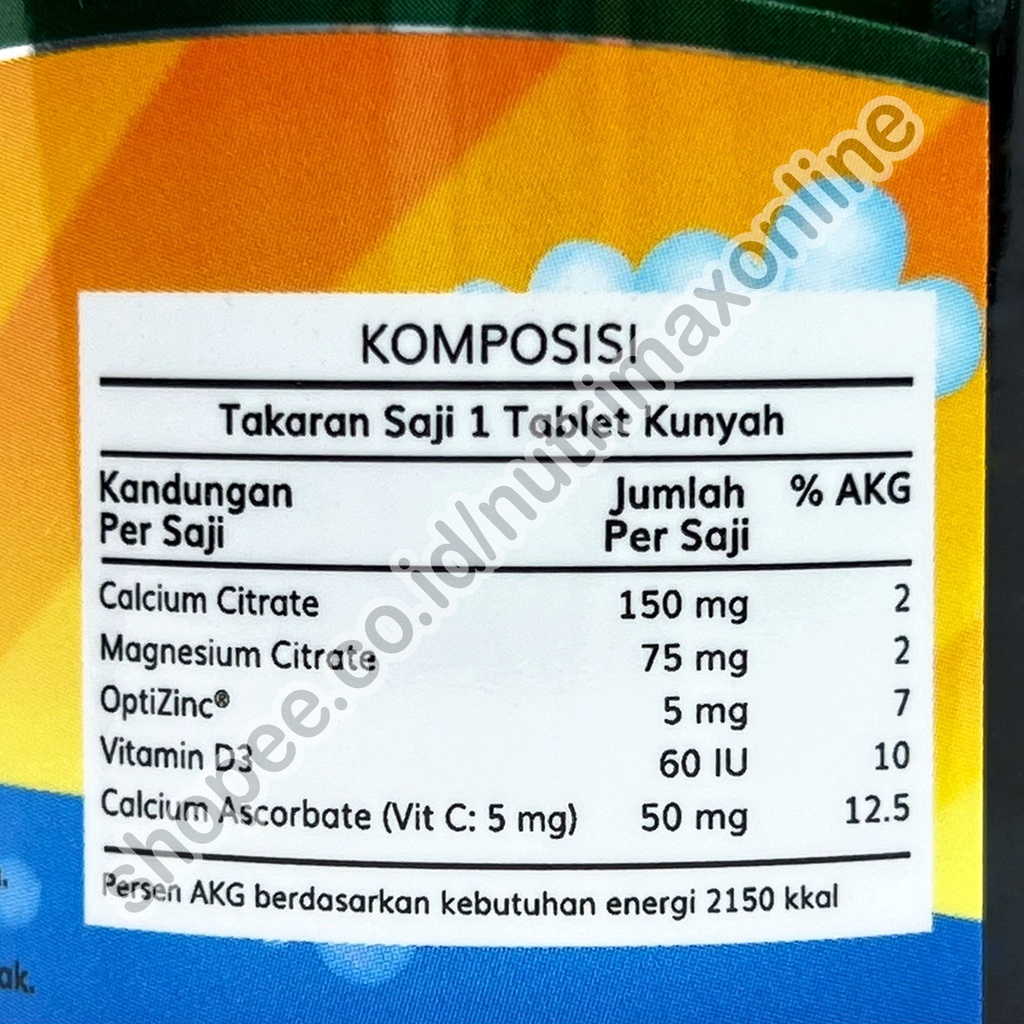 KOMPOSISI
Takaran Saji 1 Tablet Kunyah
Kandungan Per Saji Jumlah Per Saji % AKG
Calcium Citrate 150 mg 2
Magnesium Citrate 75 mg 2
OptiZinc® 5 mg 7
Vitamin D3 60 IU 10
Calcium Ascorbate (Vit C: 5 mg) 50 mg 12.5
Persen AKG berdasarkan kebutuhan energi 2150 kkal
ak.
shopee.co.id/nutrimaxonline